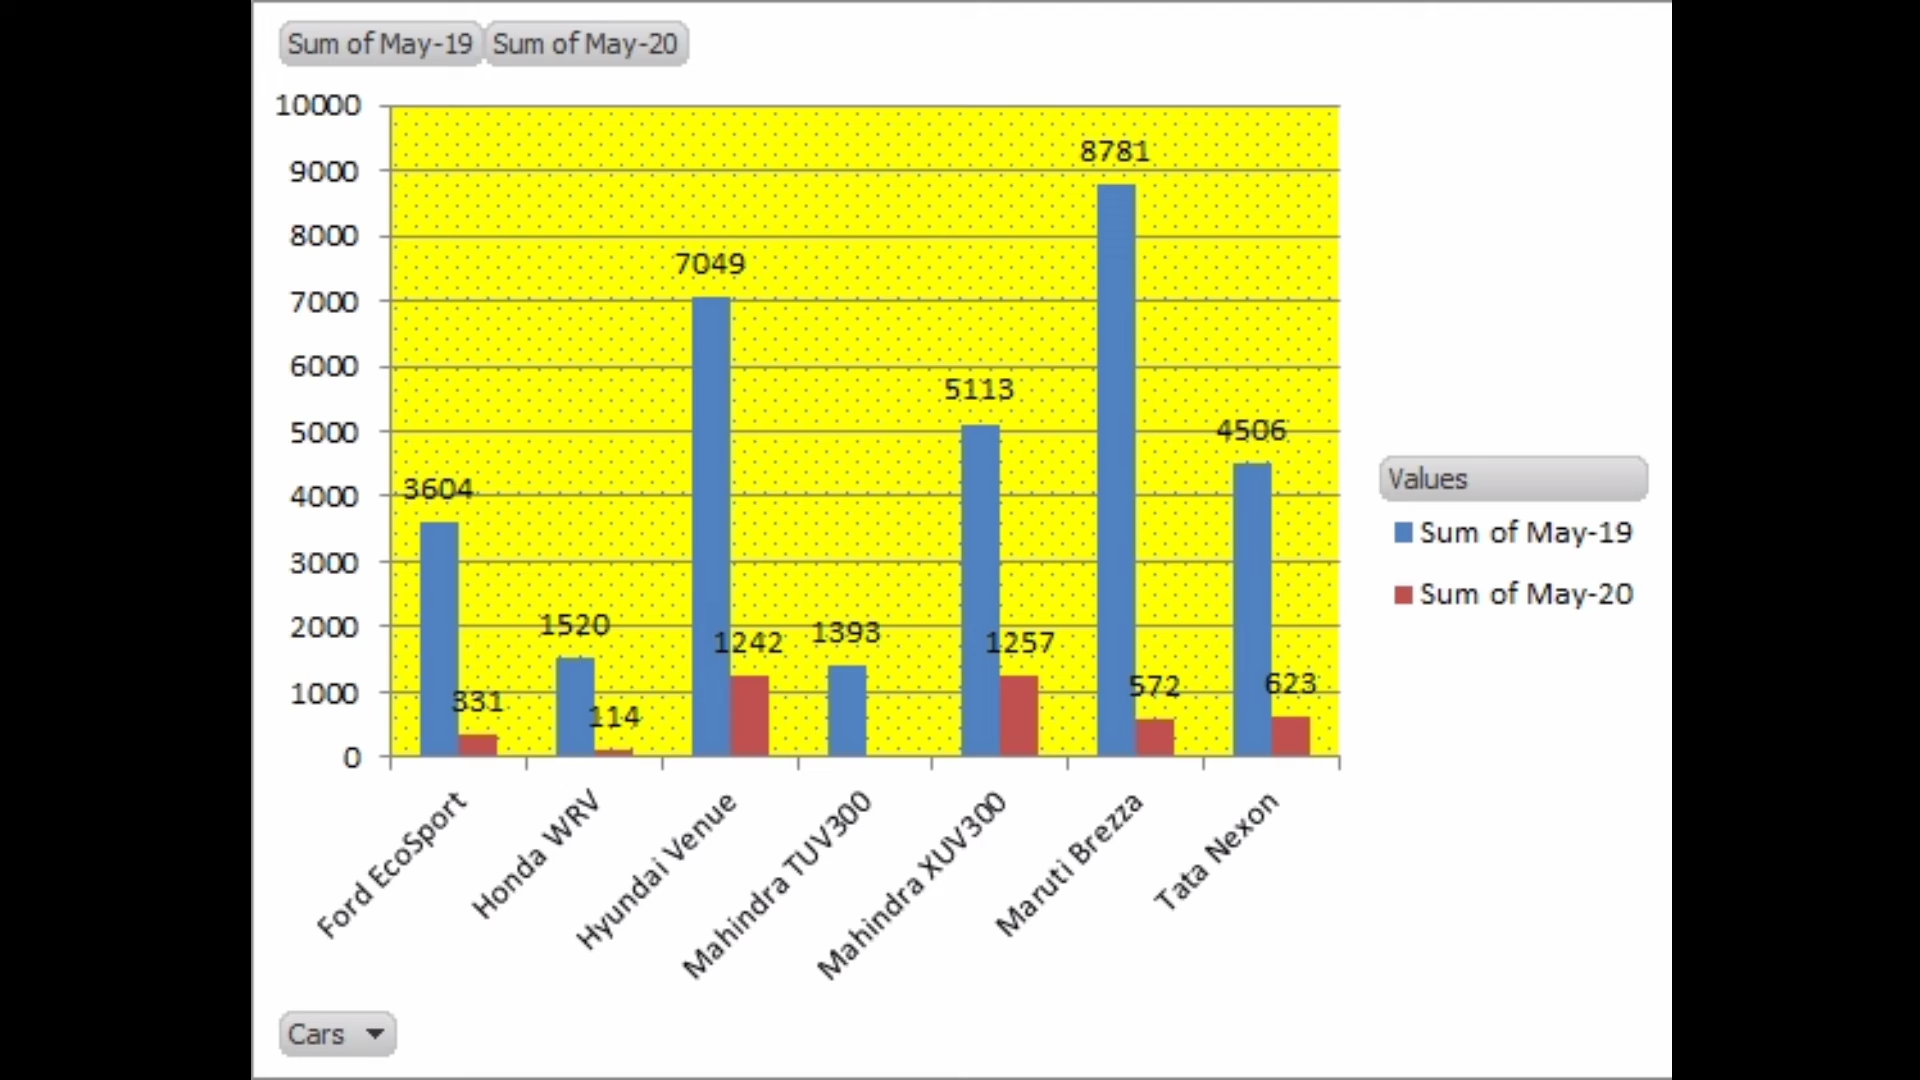 Sum of May-19 Sum of May-20
10000
9000
8000
7000
6000
5000
4000
3000
2000
1000
0
3604
331
1520
114
7049
1242
1393
5113
1257
8781
572
4506
623
Ford EcoSport
Honda WRV
Hyundai Venue
Mahindra TUV300
Mahindra XUV300
Maruti Brezza
Tata Nexon
Values
Sum of May-19
Sum of May-20
Cars